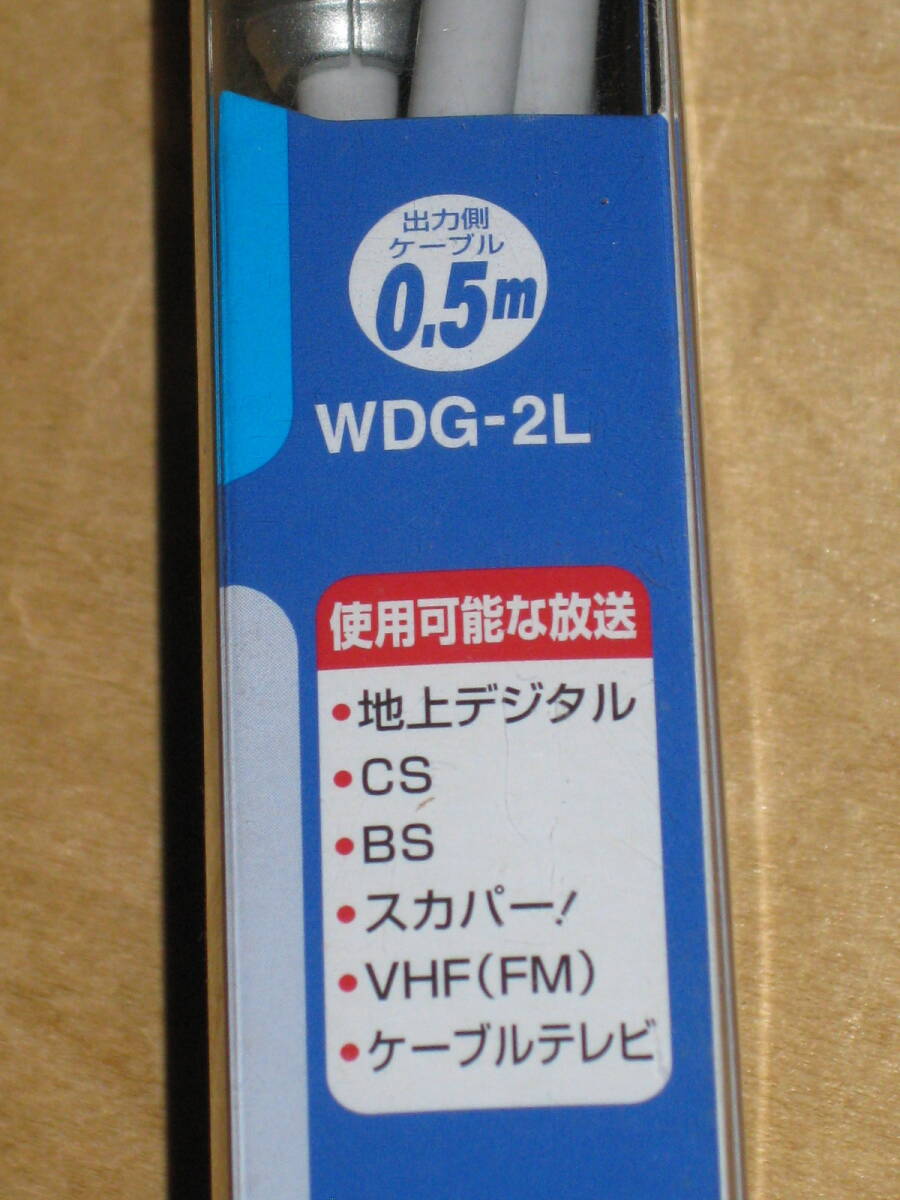 出力側
ケーブル
0.5m
WDG-2L
使用可能な放送
•地上デジタル
•CS
•BS
•スカパー!
•VHF(FM)
•ケーブルテレビ